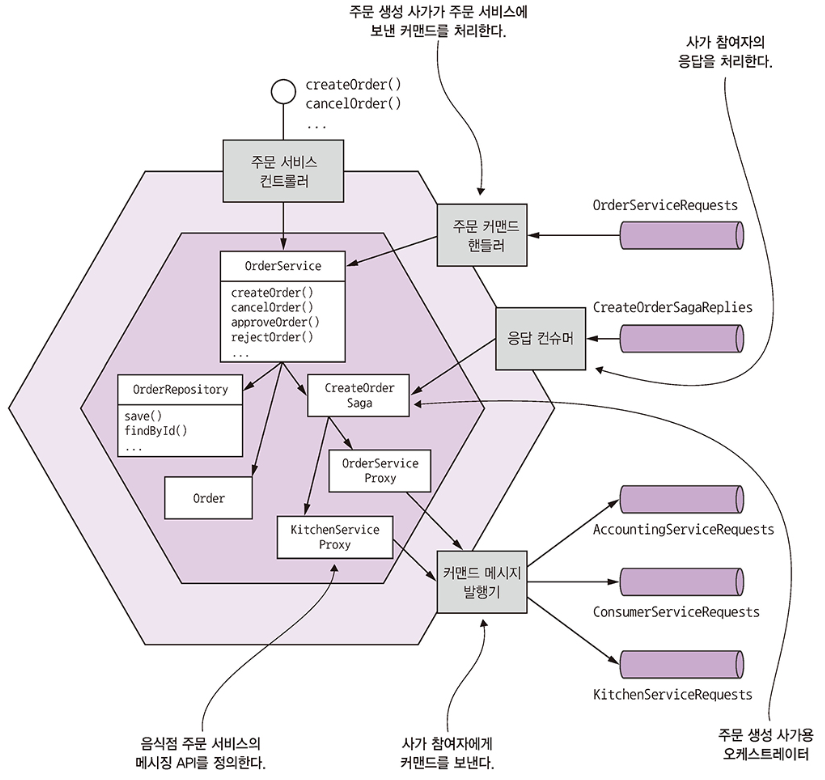 주문 생성 사가가 주문 서비스에
보낸 커맨드를 처리한다.
사가 참여자의
응답을 처리한다.
createOrder()
cancelOrder()
...
주문 서비스
컨트롤러
주문 커맨드
핸들러
OrderServiceRequests
OrderService
createOrder()
cancelOrder()
approveOrder()
rejectOrder()
...
응답 컨슈머
CreateOrderSagaReplies
OrderRepository
save()
findById()
...
CreateOrder
Saga
OrderService
Proxy
Order
KitchenService
Proxy
커맨드 메시지
발행기
AccountingServiceRequests
ConsumerServiceRequests
KitchenServiceRequests
음식점 주문 서비스의
메시징 API를 정의한다.
사가 참여자에게
커맨드를 보낸다.
주문 생성 사가용
오케스트레이터